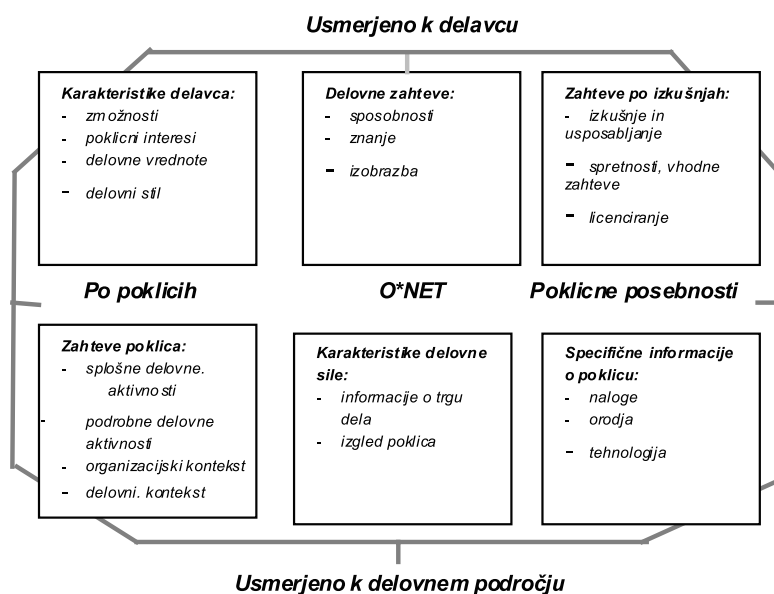 Usmerjeno k delavcu
Karakteristike delavca:
- zmožnosti
- poklicni interesi
- delovne vrednote
- delovni stil
Delovne zahteve:
- sposobnosti
- znanje
- izobrazba
Zahteve po izkušnjah:
- izkušnje in
usposabljanje
- spretnosti, vhodne
zahteve
- licenciranje
Po poklicih
O*NET
Poklicne posebnosti
Zahteve poklica:
- splošne delovne.
aktivnosti
- podrobne delovne
aktivnosti
- organizacijski kontekst
- delovni. kontekst
Karakteristike delovne
sile:
- informacije o trgu
dela
- izgled poklica
Specifične informacije
o poklicu:
- naloge
- orodja
- tehnologija
Usmerjeno k delovnem področju